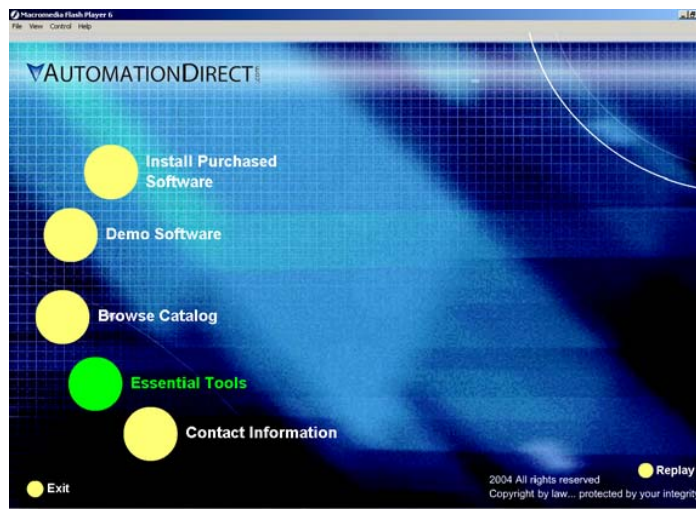 Macromedia Flash Player 6
File View Control Help
AUTOMATIONDIRECT
Install Purchased
Software
Demo Software
Browse Catalog
Essential Tools
Contact Information
Exit
Replay
2004 All rights reserved
Copyright by law... protected by your integrity